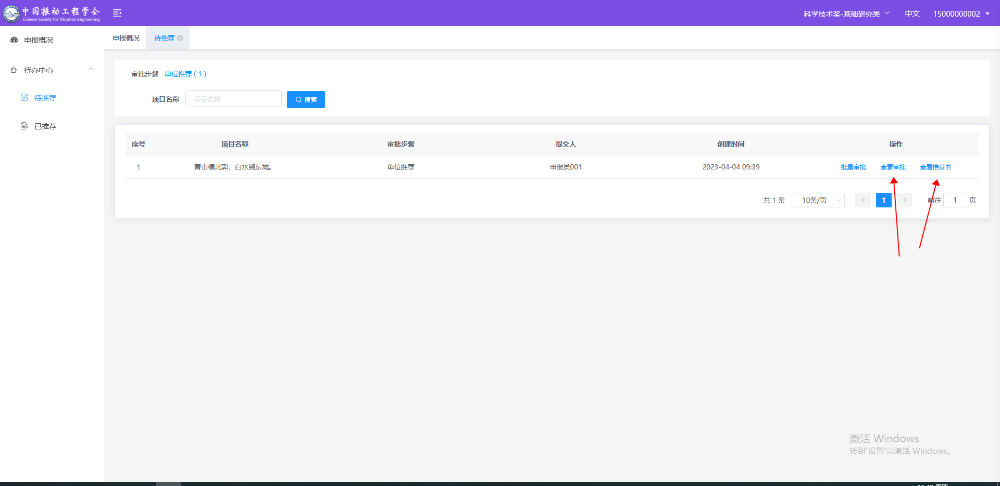 中国振动工程学会
Chinese Society for Vibration Engineering
CSVE
科学技术奖-基础研究类
中文
15000000002
申报概况
待办中心
待推荐
已推荐
申报概况
待推荐
审批步骤 单位推荐 ( 1 )
项目名称 项目名称 搜索
序号 项目名称 审批步骤 提交人 创建时间 操作
1 青山横北郭，白水绕东城。 单位推荐 申报员001 2023-04-04 09:39 批量审批 查看审批 查看推荐书
共 1 条 10条/页 1 前往 1 页
激活 Windows
转到"设置"以激活 Windows。